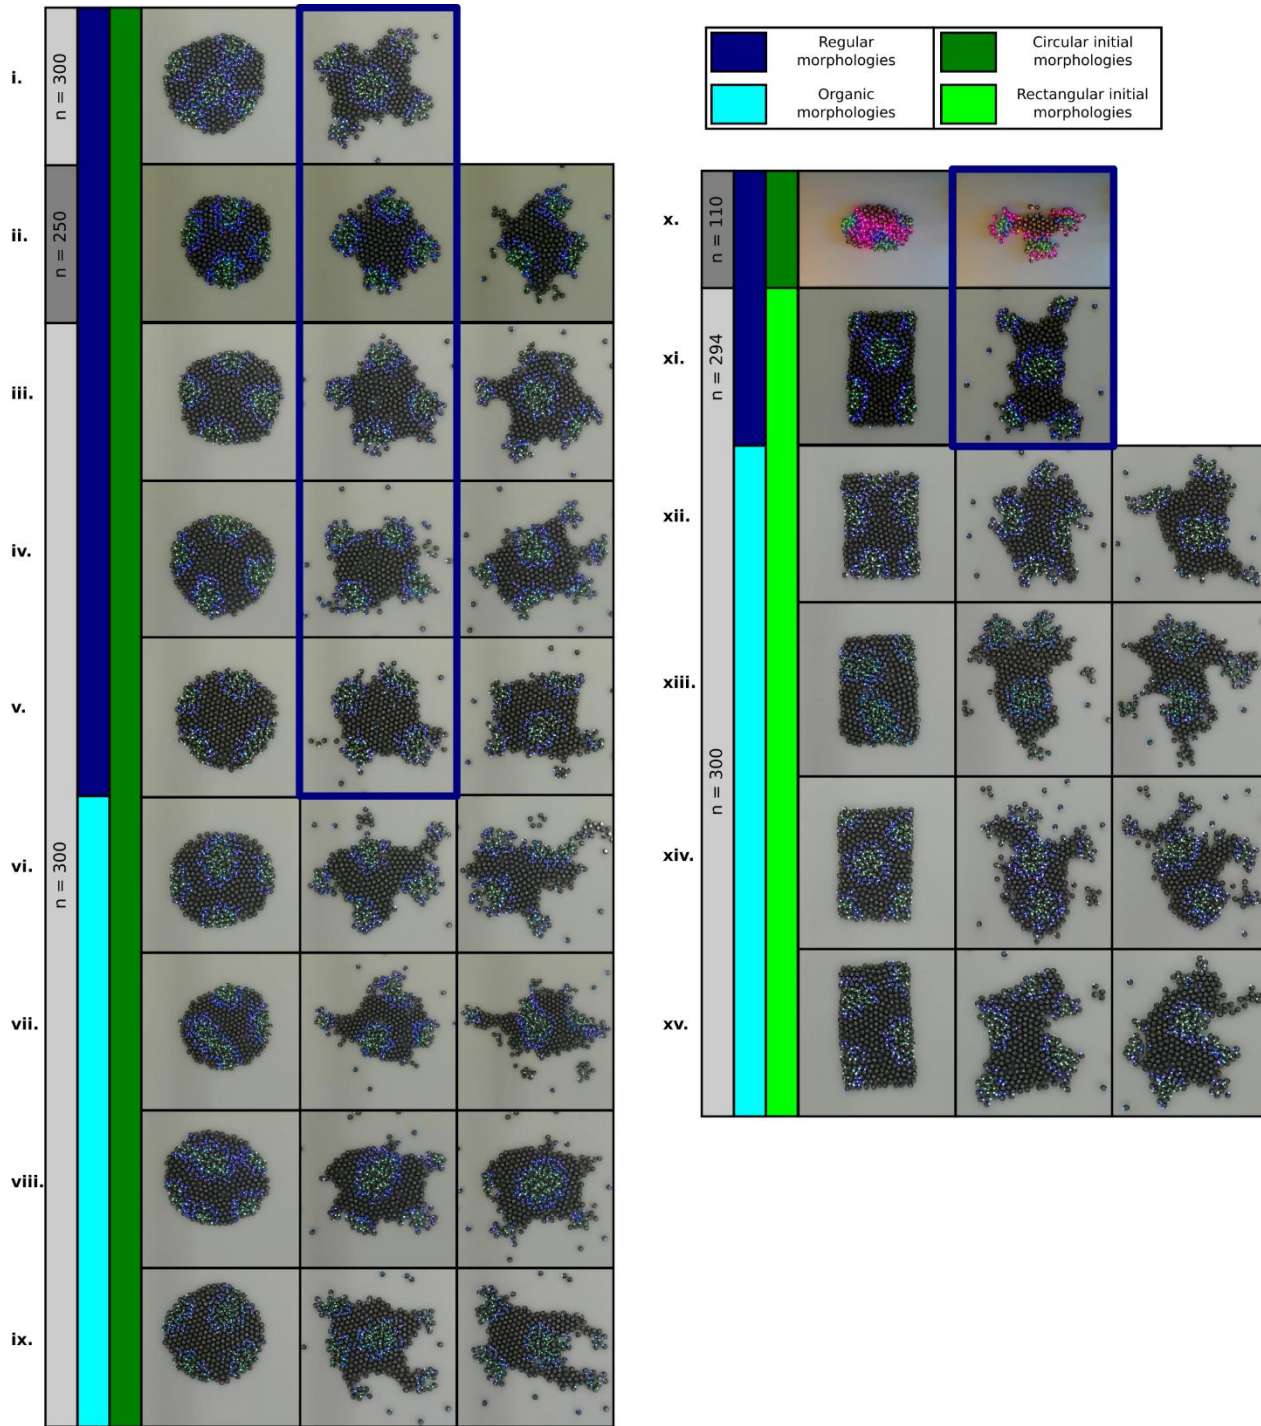 i.
n = 300
ii.
n = 250
iii.
iv.
v.
n = 300
vi.
vii.
viii.
ix.
Regular
morphologies
Circular initial
morphologies
Organic
morphologies
Rectangular initial
morphologies
x.
n = 110
xi.
n = 294
xii.
xiii.
n = 300
xiv.
xv.